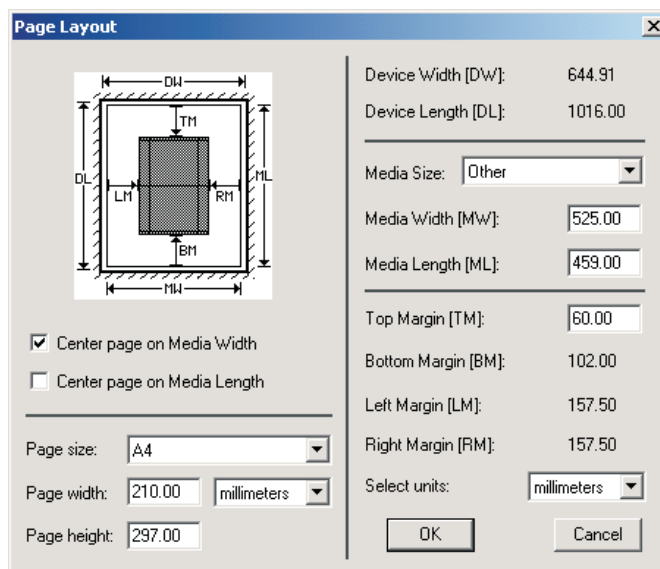 Page Layout
DW
TM
DL
ML
LM
RM
BM
MW
Center page on Media Width
Center page on Media Length
Page size: A4
Page width: 210.00 millimeters
Page height: 297.00
Device Width [DW]: 644.91
Device Length [DL]: 1016.00
Media Size: Other
Media Width [MW]: 525.00
Media Length [ML]: 459.00
Top Margin [TM]: 60.00
Bottom Margin [BM]: 102.00
Left Margin [LM]: 157.50
Right Margin [RM]: 157.50
Select units: millimeters
OK Cancel